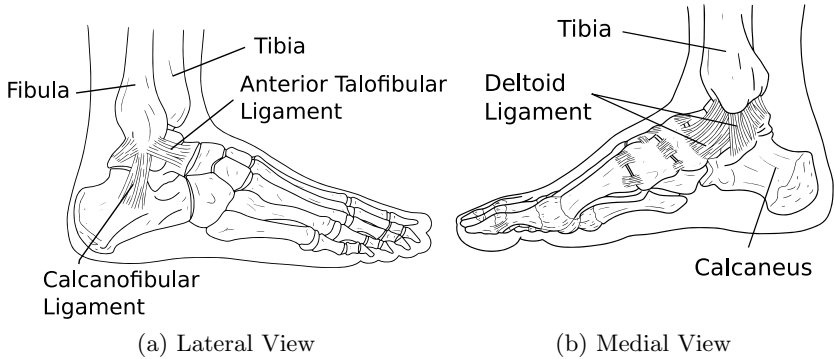 Tibia
Fibula
Anterior Talofibular
Ligament
Calcanofibular
Ligament
(a) Lateral View
Tibia
Deltoid
Ligament
Calcaneus
(b) Medial View